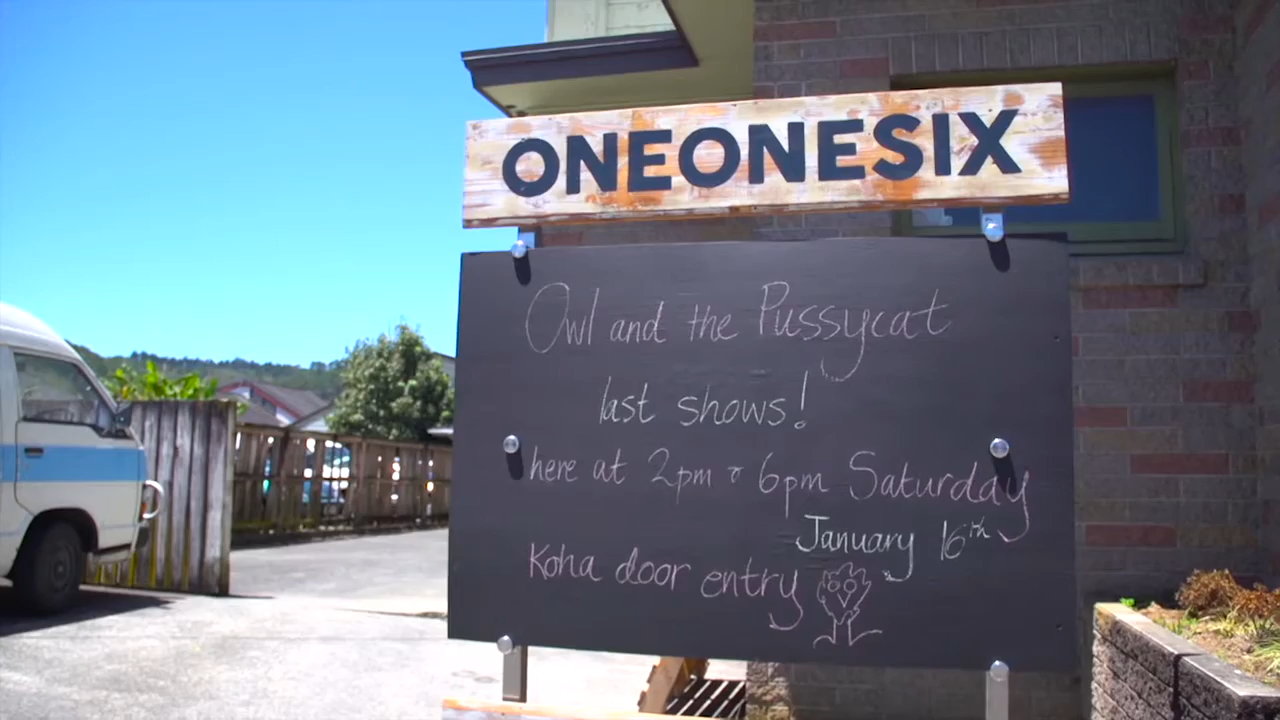 ONEONESIX
Owl and the Pussycat
last shows!
here at 2pm & 6pm Saturday
January 16th
Koha door entry